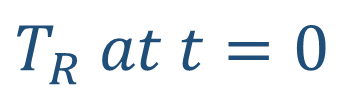 T_R at t = 0